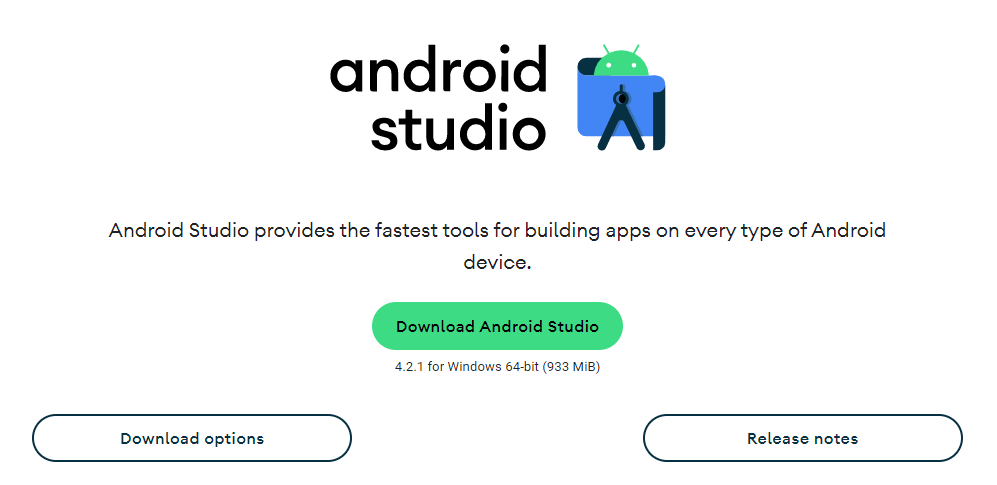 android
studio
Android Studio provides the fastest tools for building apps on every type of Android
device.
Download Android Studio
4.2.1 for Windows 64-bit (933 MiB)
Download options
Release notes